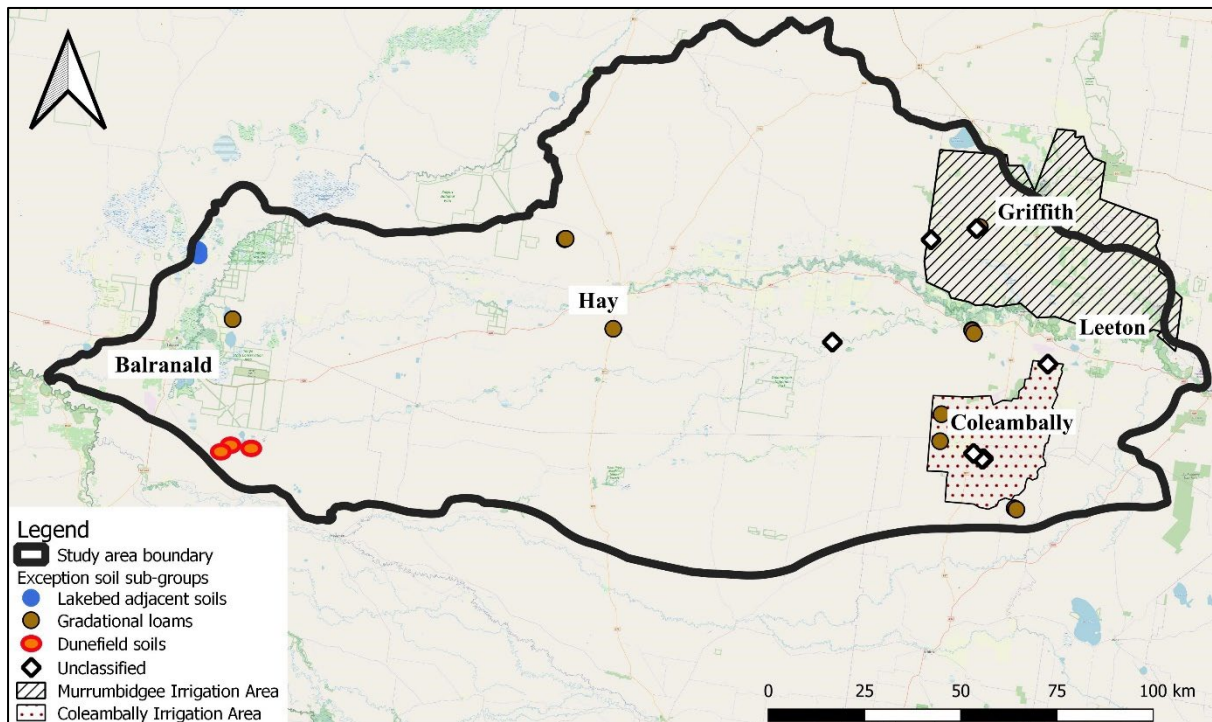 Griffith
Hay
Leeton
Balranald
Coleambally
Legend
Study area boundary
Exception soil sub-groups
Lakebed adjacent soils
Gradational loams
Dunefield soils
Unclassified
Murrumbidgee Irrigation Area
Coleambally Irrigation Area
0 25 50 75 100 km